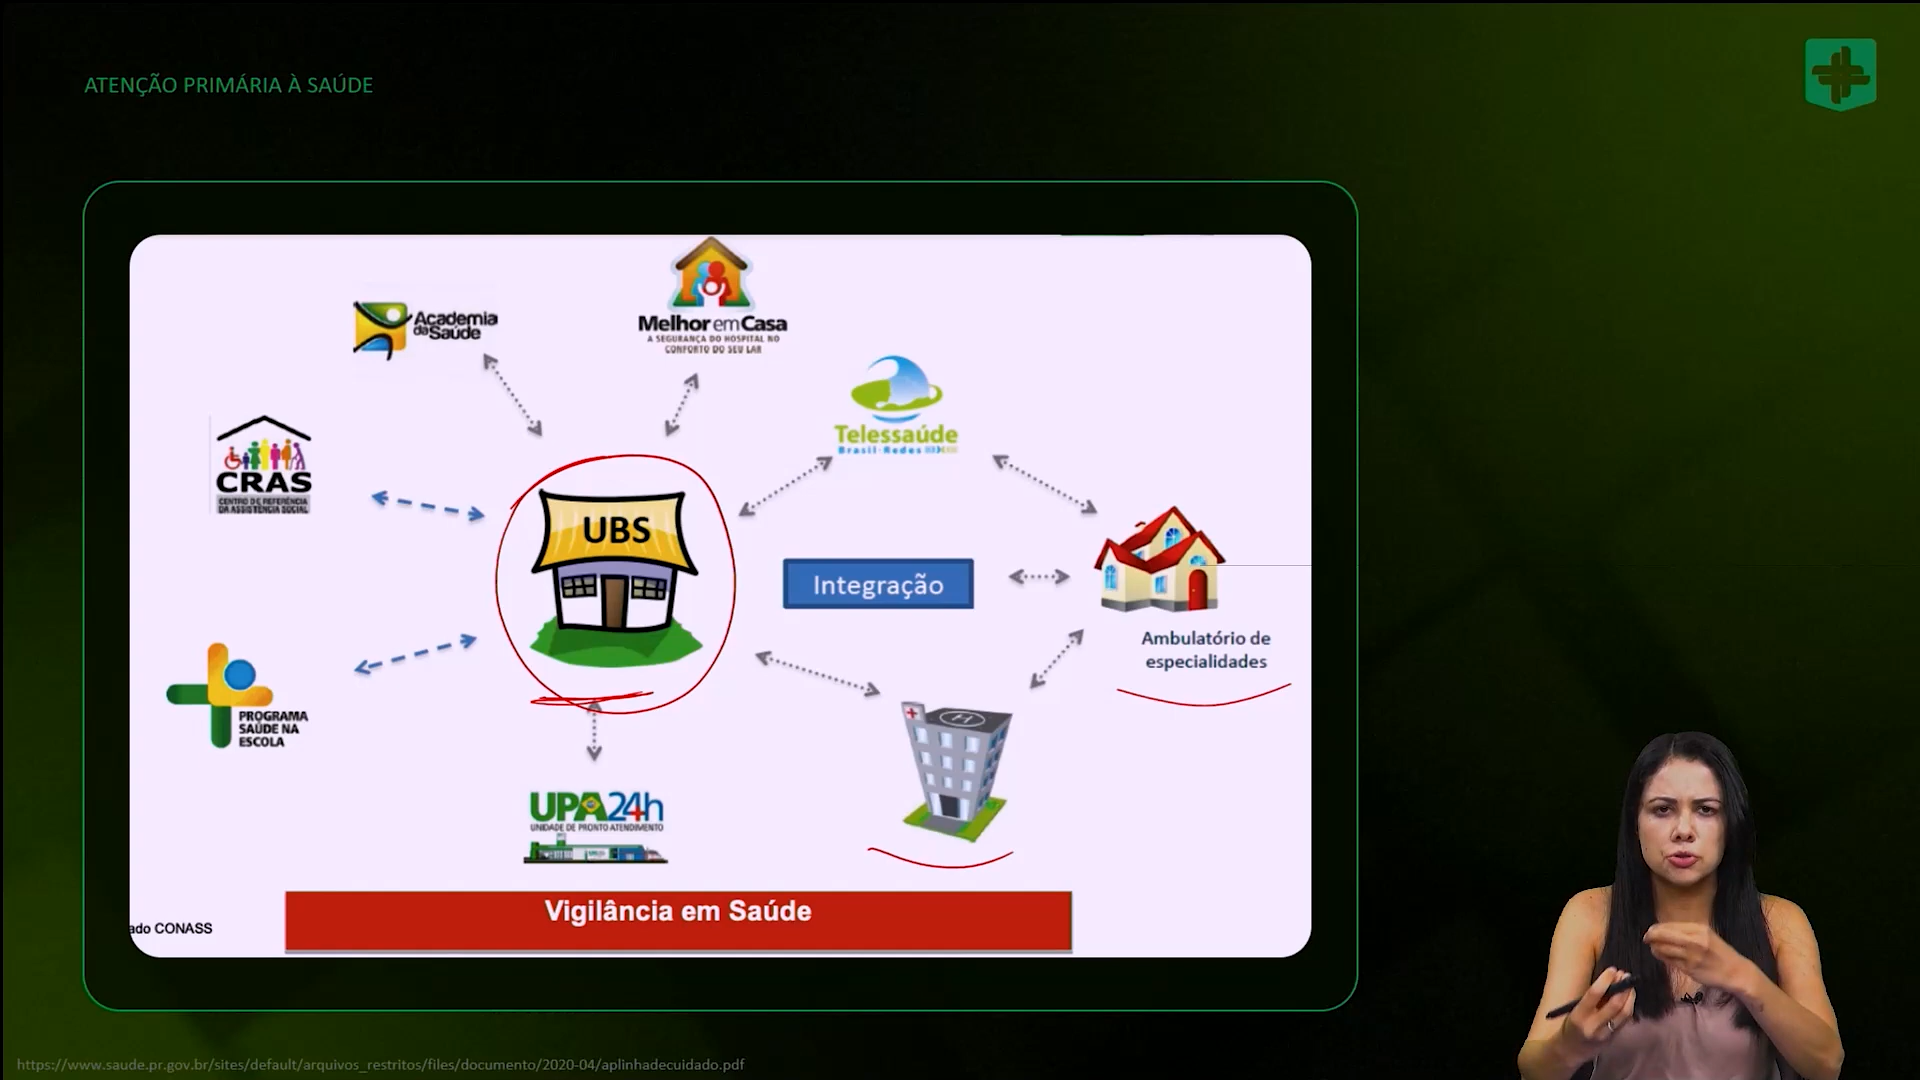 ATENÇÃO PRIMÁRIA À SAÚDE
Academia
da Saúde
Melhor em Casa
A SEGURANÇA DO HOSPITAL NO
CONFORTO DO SEU LAR
Telessaúde
Brasil-Redes
CRAS
CENTRO DE REFERÊNCIA
DA ASSISTÊNCIA SOCIAL
UBS
Integração
Ambulatório de
especialidades
PROGRAMA
SAÚDE NA
ESCOLA
H
UPA 24h
UNIDADE DE PRONTO ATENDIMENTO
Vigilância em Saúde
ado CONASS
https://www.saude.pr.gov.br/sites/default/arquivos_restritos/files/documento/2020-04/aplinhadecuidado.pdf